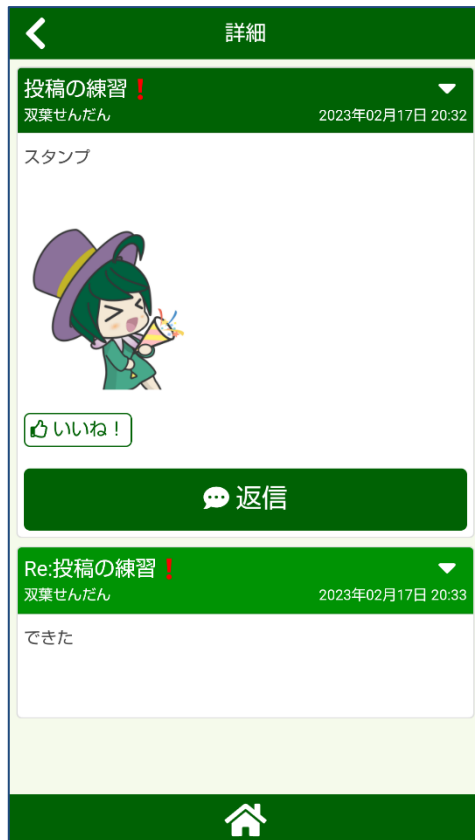 詳細
投稿の練習❗
双葉せんだん 2023年02月17日 20:32
スタンプ
いいね！
返信
Re:投稿の練習❗
双葉せんだん 2023年02月17日 20:33
できた